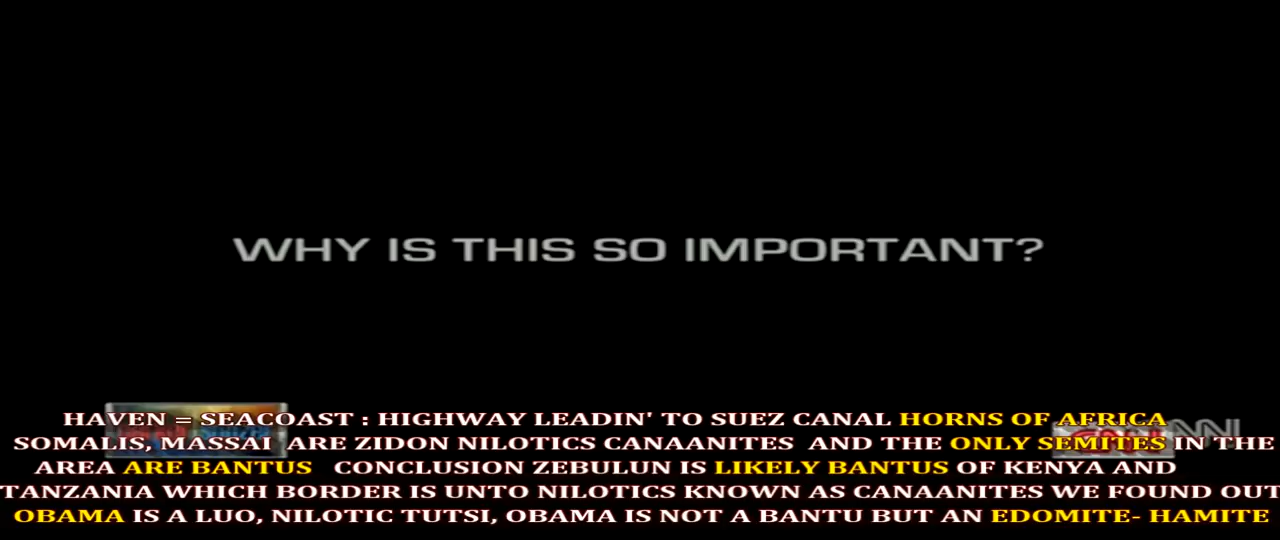 WHY IS THIS SO IMPORTANT?
HAVEN = SEACOAST : HIGHWAY LEADIN' TO SUEZ CANAL HORNS OF AFRICA
SOMALIS, MASSAI ARE ZIDON NILOTICS CANAANITES AND THE ONLY SEMITES IN THE
AREA ARE BANTUS CONCLUSION ZEBULUN IS LIKELY BANTUS OF KENYA AND
TANZANIA WHICH BORDER IS UNTO NILOTICS KNOWN AS CANAANITES WE FOUND OUT
OBAMA IS A LUO, NILOTIC TUTSI, OBAMA IS NOT A BANTU BUT AN EDOMITE- HAMITE